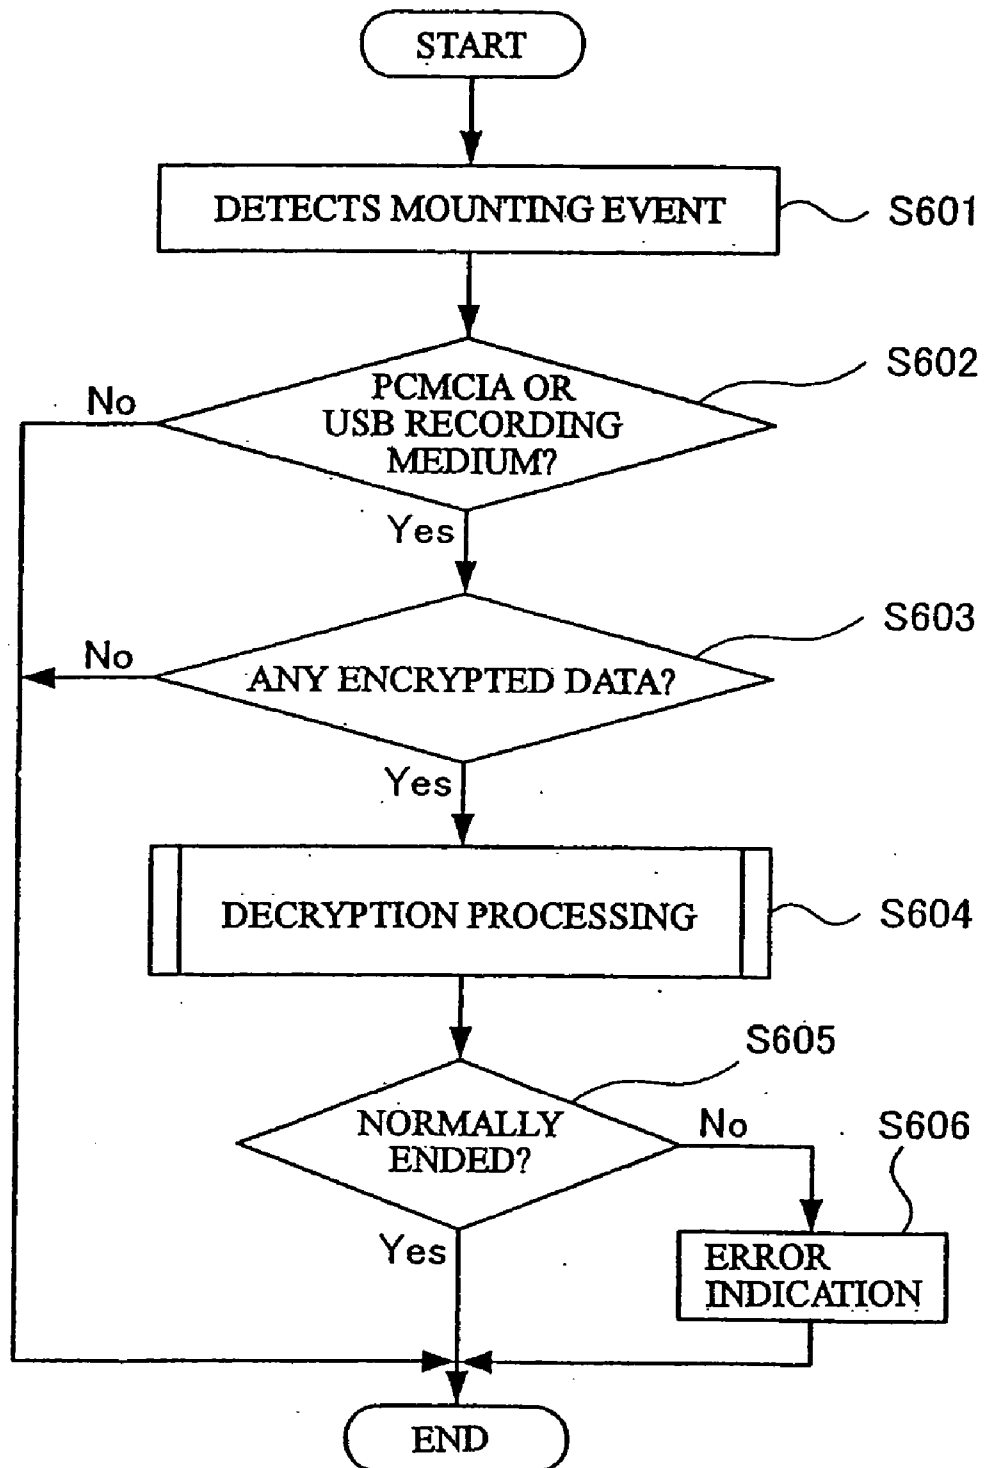 START
DETECTS MOUNTING EVENT
S601
PCMCIA OR
USB RECORDING
MEDIUM?
S602
No
Yes
ANY ENCRYPTED DATA?
S603
No
Yes
DECRYPTION PROCESSING
S604
NORMALLY
ENDED?
S605
No
Yes
S606
ERROR
INDICATION
END